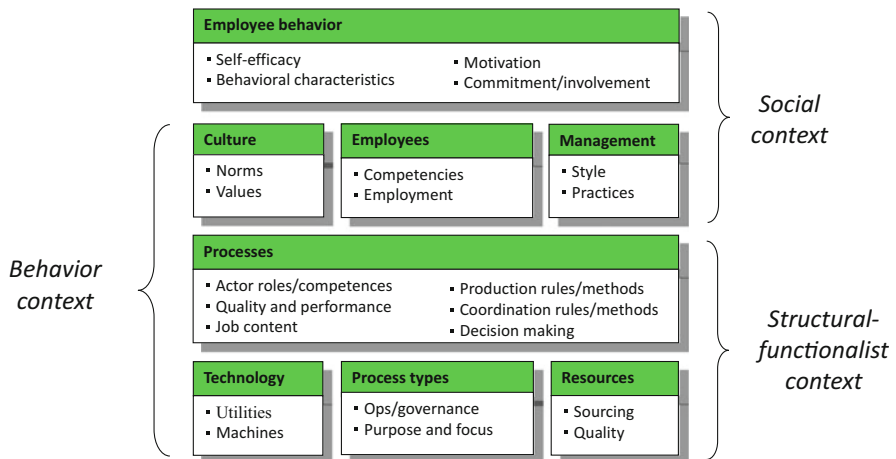 Employee behavior
▪ Self-efficacy
▪ Behavioral characteristics
▪ Motivation
▪ Commitment/involvement
Social
context
Culture
▪ Norms
▪ Values
Employees
▪ Competencies
▪ Employment
Management
▪ Style
▪ Practices
Behavior
context
Processes
▪ Actor roles/competences
▪ Quality and performance
▪ Job content
▪ Production rules/methods
▪ Coordination rules/methods
▪ Decision making
Structural-
functionalist
context
Technology
▪ Utilities
▪ Machines
Process types
▪ Ops/governance
▪ Purpose and focus
Resources
▪ Sourcing
▪ Quality